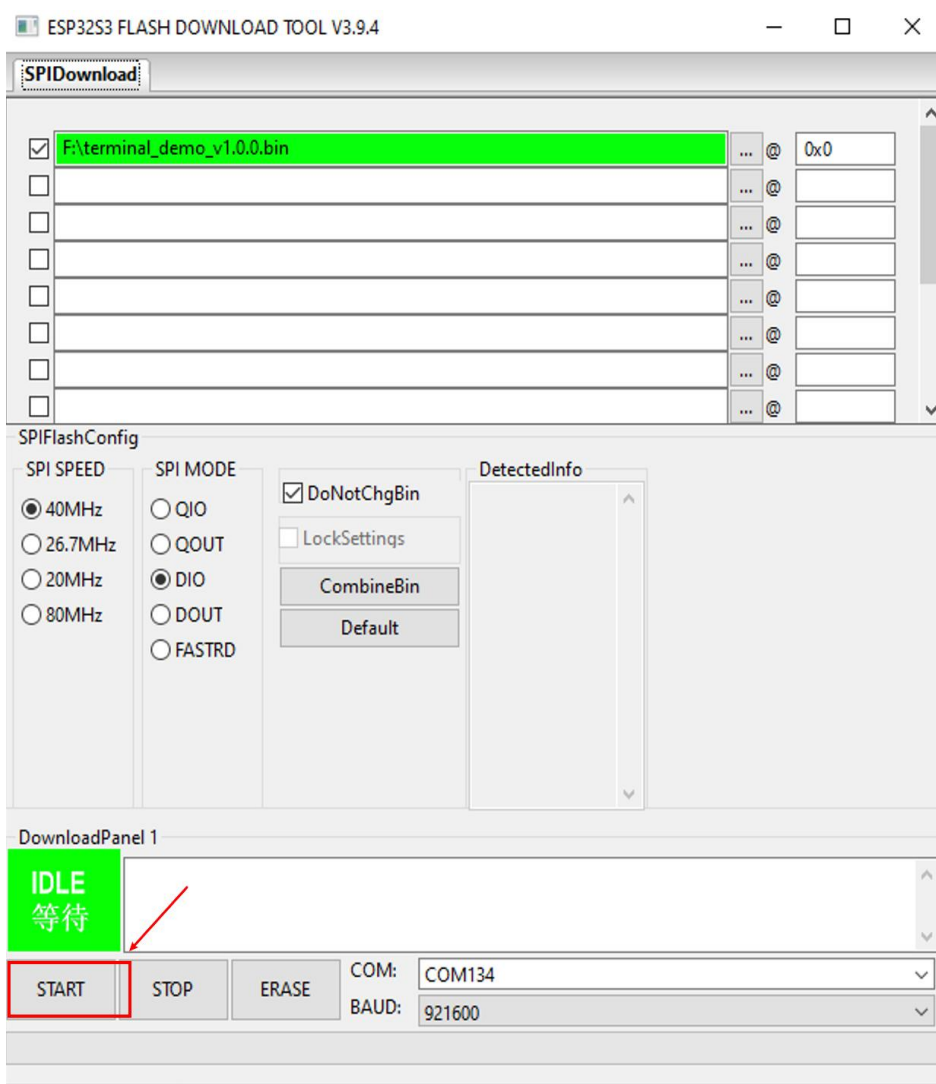 ESP32S3 FLASH DOWNLOAD TOOL V3.9.4
SPIDownload
F:\terminal_demo_v1.0.0.bin ... @ 0x0
... @
... @
... @
... @
... @
... @
... @
SPIFlashConfig
SPI SPEED SPI MODE DetectedInfo
DoNotChgBin
40MHz QIO
26.7MHz QOUT LockSettings
20MHz DIO CombineBin
80MHz DOUT Default
FASTRD
DownloadPanel 1
IDLE
等待
START STOP ERASE COM: COM134
BAUD: 921600